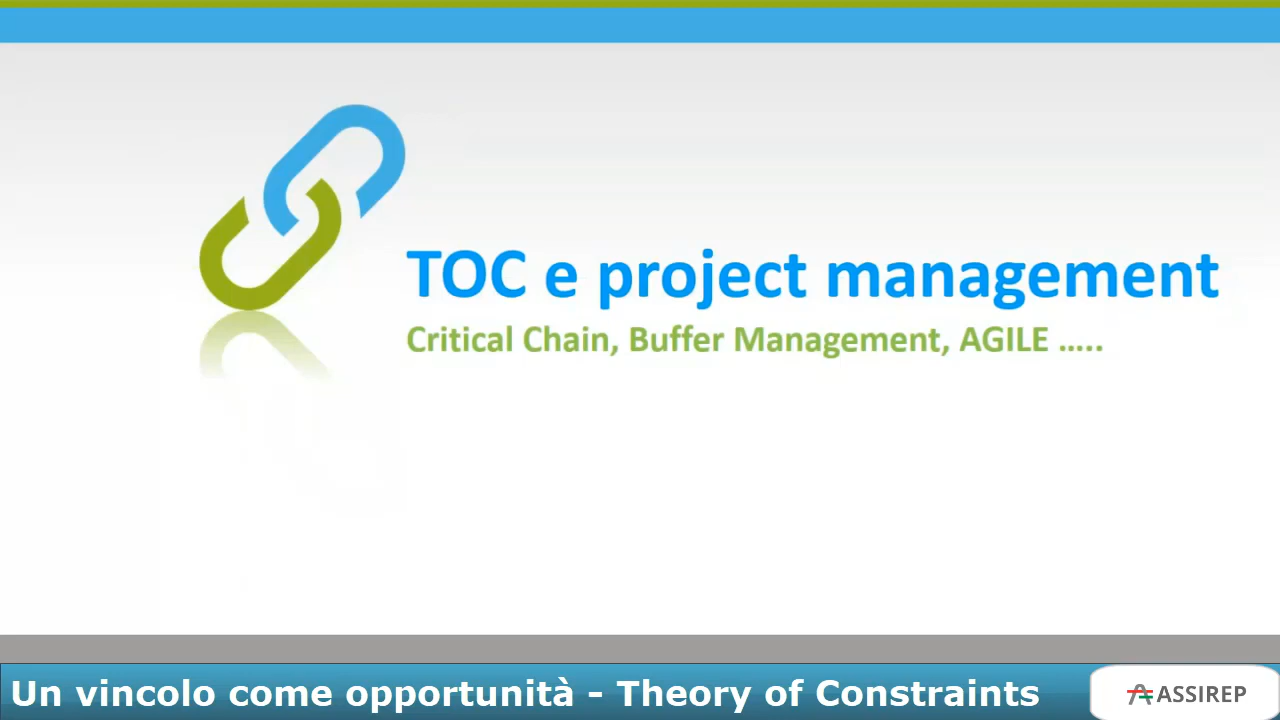 TOC e project management
Critical Chain, Buffer Management, AGILE .....
Un vincolo come opportunità - Theory of Constraints
ASSIREP